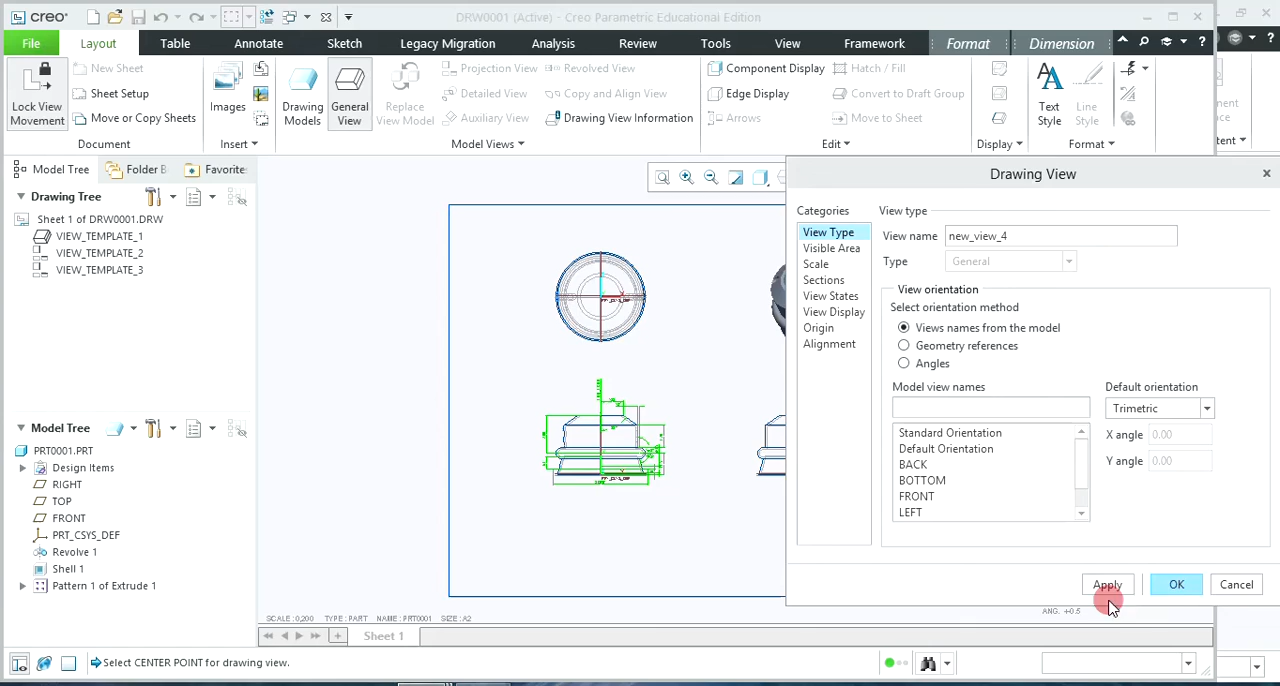 creo DRW0001 (Active) - Creo Parametric Educational Edition
File Layout Table Annotate Sketch Legacy Migration Analysis Review Tools View Framework Format Dimension
Lock View Movement
New Sheet
Sheet Setup
Move or Copy Sheets
Document
Images
Insert
Drawing Models
General View
Replace View Model
Projection View
Detailed View
Auxiliary View
Revolved View
Copy and Align View
Drawing View Information
Model Views
Component Display
Edge Display
Arrows
Hatch / Fill
Convert to Draft Group
Move to Sheet
Edit
Display
Text Style
Line Style
Format
Model Tree Folder B Favorite
Drawing Tree
Sheet 1 of DRW0001.DRW
VIEW_TEMPLATE_1
VIEW_TEMPLATE_2
VIEW_TEMPLATE_3
Model Tree
PRT0001.PRT
Design Items
RIGHT
TOP
FRONT
PRT_CSYS_DEF
Revolve 1
Shell 1
Pattern 1 of Extrude 1
Drawing View
Categories
View Type
Visible Area
Scale
Sections
View States
View Display
Origin
Alignment
View type
View name new_view_4
Type General
View orientation
Select orientation method
Views names from the model
Geometry references
Angles
Model view names
Standard Orientation
Default Orientation
BACK
BOTTOM
FRONT
LEFT
Default orientation
Trimetric
X angle 0.00
Y angle 0.00
Apply OK Cancel
SCALE : 0,200 TYPE : PART NAME : PRT0001 SIZE : A2
ANG. +-0.5
Sheet 1
Select CENTER POINT for drawing view.